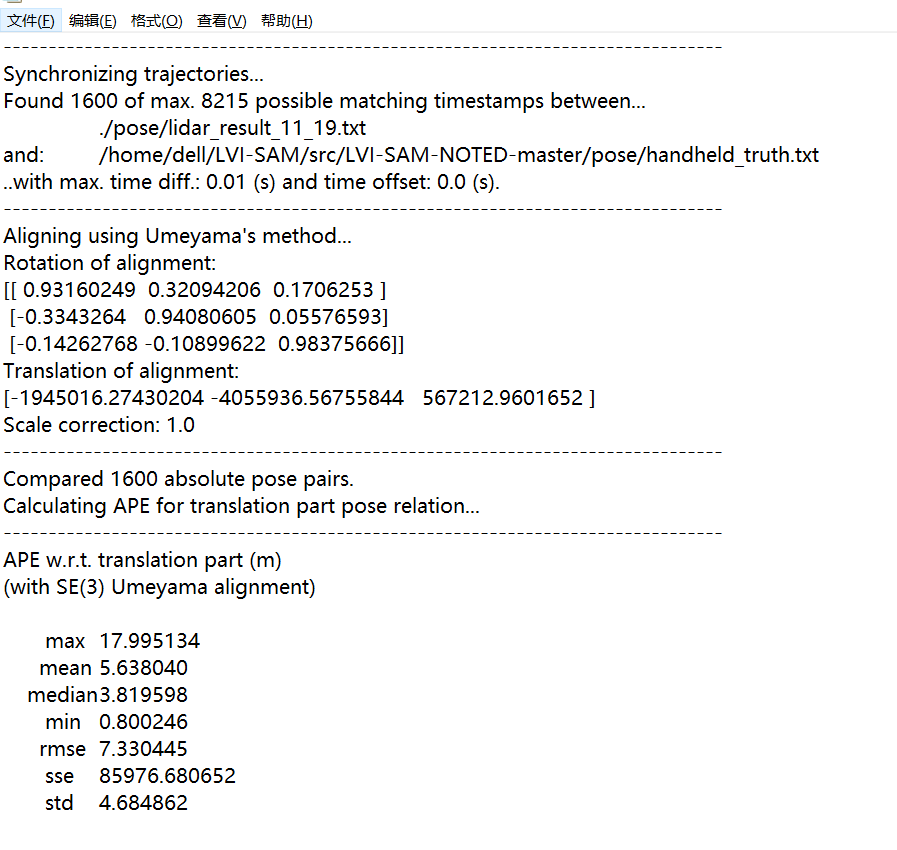 文件(F) 编辑(E) 格式(O) 查看(V) 帮助(H)
--------------------------------------------------------------------------------
Synchronizing trajectories...
Found 1600 of max. 8215 possible matching timestamps between...
./pose/lidar_result_11_19.txt
and: /home/dell/LVI-SAM/src/LVI-SAM-NOTED-master/pose/handheld_truth.txt
..with max. time diff.: 0.01 (s) and time offset: 0.0 (s).
--------------------------------------------------------------------------------
Aligning using Umeyama's method...
Rotation of alignment:
[[ 0.93160249 0.32094206 0.1706253 ]
[-0.3343264 0.94080605 0.05576593]
[-0.14262768 -0.10899622 0.98375666]]
Translation of alignment:
[-1945016.27430204 -4055936.56755844 567212.9601652 ]
Scale correction: 1.0
--------------------------------------------------------------------------------
Compared 1600 absolute pose pairs.
Calculating APE for translation part pose relation...
--------------------------------------------------------------------------------
APE w.r.t. translation part (m)
(with SE(3) Umeyama alignment)
max 17.995134
mean 5.638040
median3.819598
min 0.800246
rmse 7.330445
sse 85976.680652
std 4.684862